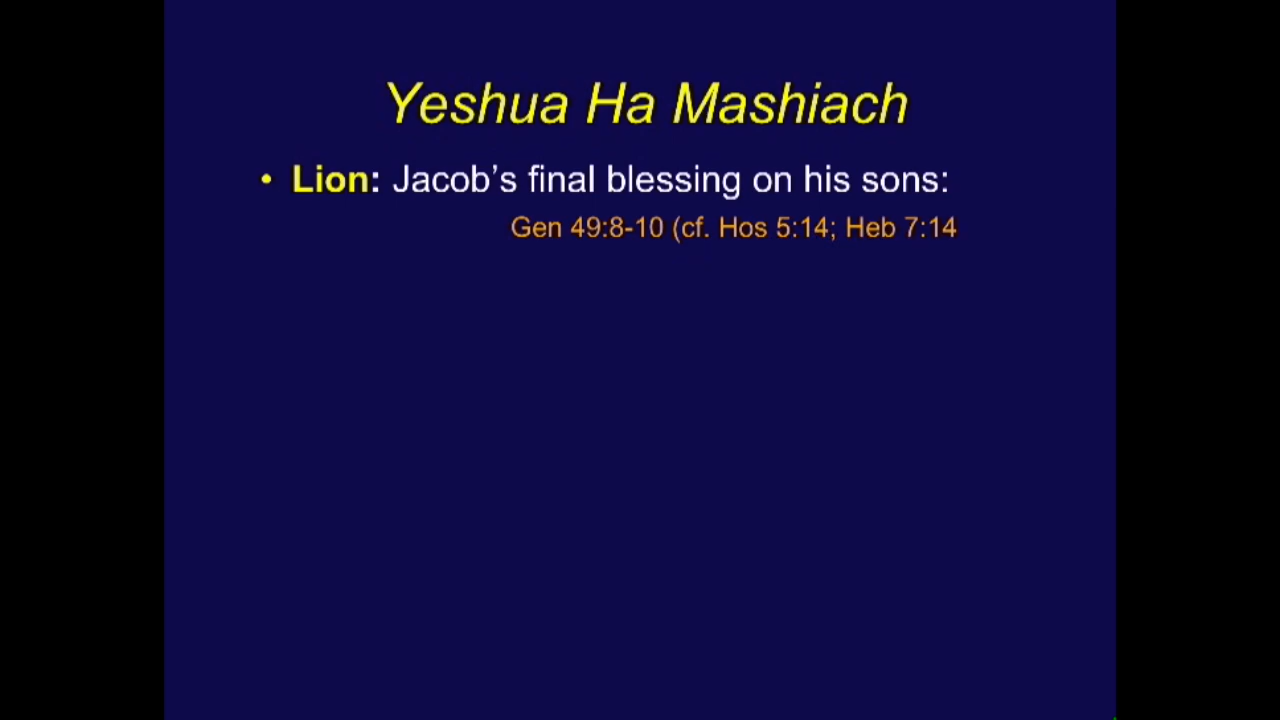 Yeshua Ha Mashiach
• Lion: Jacob’s final blessing on his sons:
Gen 49:8-10 (cf. Hos 5:14; Heb 7:14